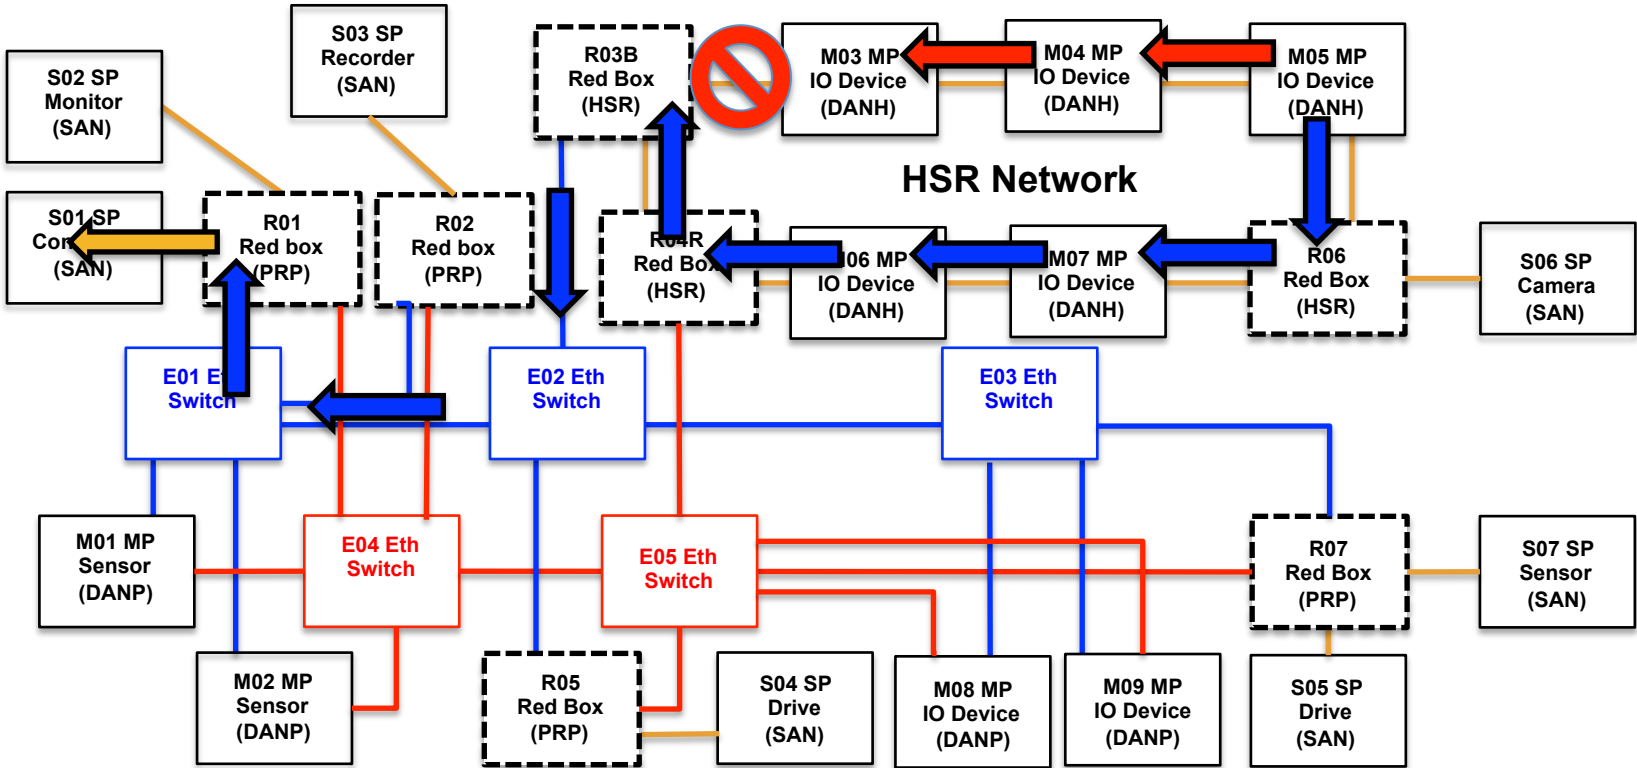 S02 SP
Monitor
(SAN)
S03 SP
Recorder
(SAN)
R03B
Red Box
(HSR)
M03 MP
IO Device
(DANH)
M04 MP
IO Device
(DANH)
M05 MP
IO Device
(DANH)
HSR Network
S01 SP
(SAN)
R01
Red box
(PRP)
R02
Red box
(PRP)
R04R
Red Box
(HSR)
M06 MP
IO Device
(DANH)
M07 MP
IO Device
(DANH)
R06
Red Box
(HSR)
S06 SP
Camera
(SAN)
E01 Eth
Switch
E02 Eth
Switch
E03 Eth
Switch
M01 MP
Sensor
(DANP)
E04 Eth
Switch
E05 Eth
Switch
R07
Red Box
(PRP)
S07 SP
Sensor
(SAN)
M02 MP
Sensor
(DANP)
R05
Red Box
(PRP)
S04 SP
Drive
(SAN)
M08 MP
IO Device
(DANP)
M09 MP
IO Device
(DANP)
S05 SP
Drive
(SAN)